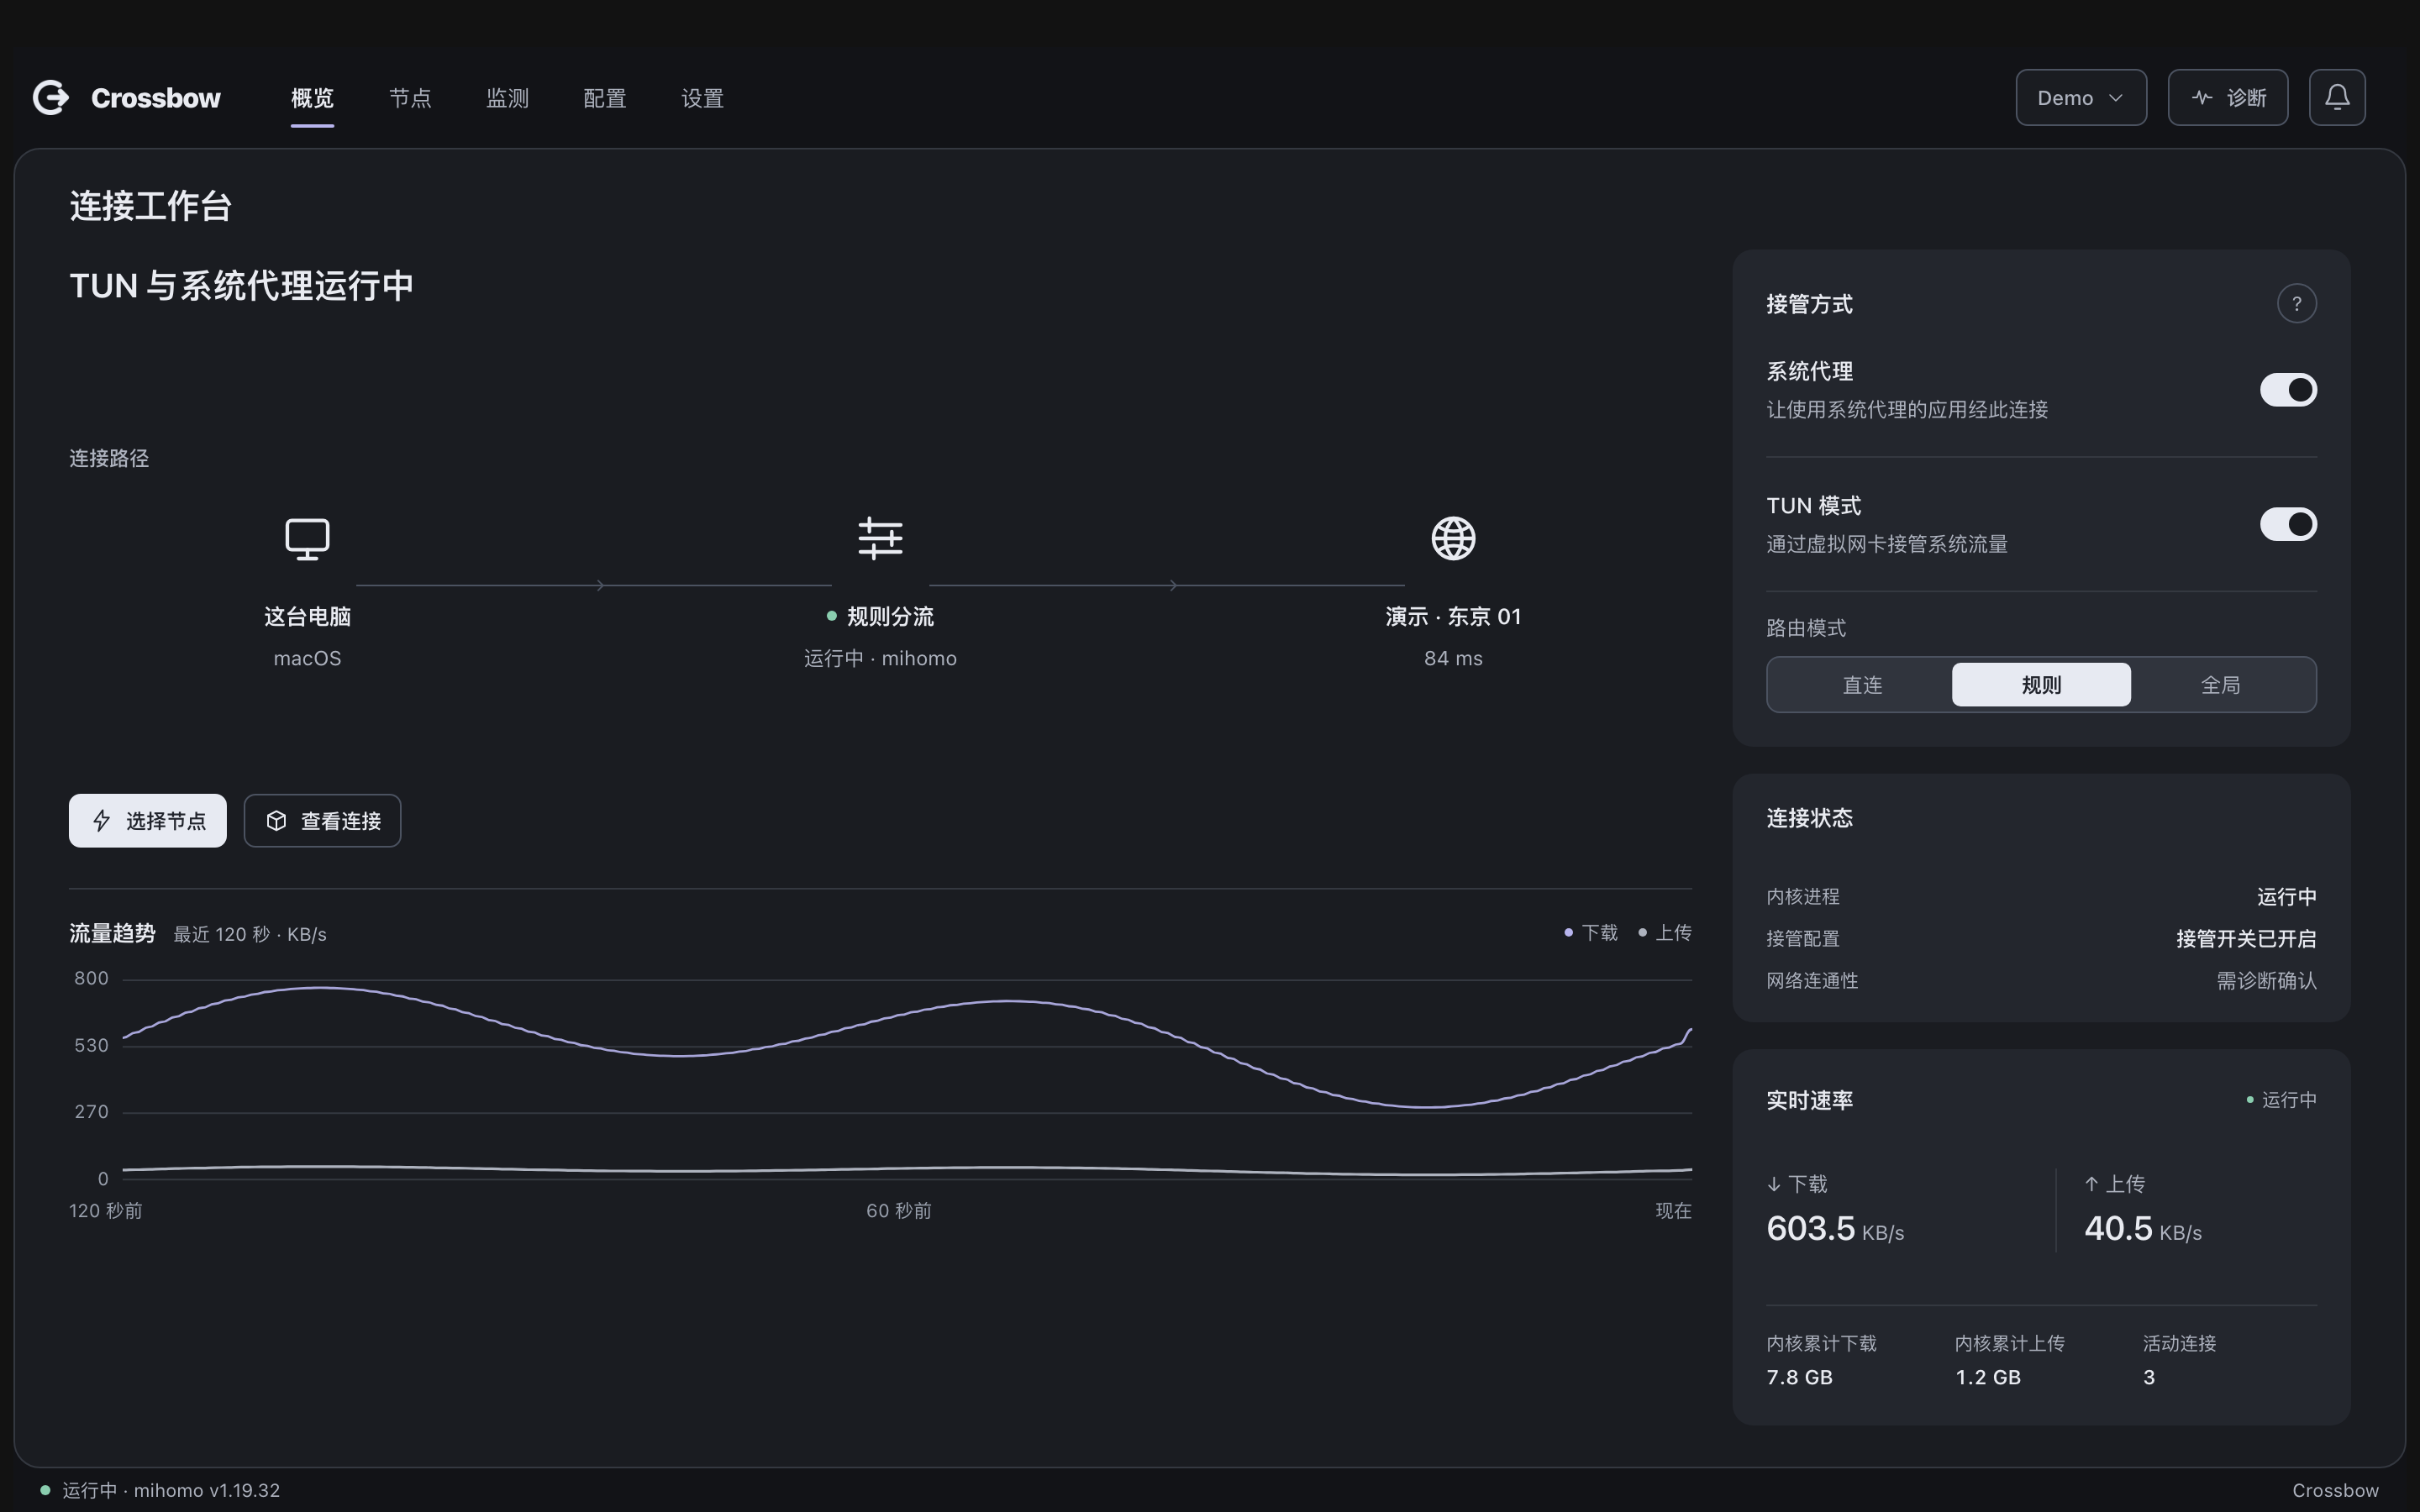 Crossbow
概览
节点
监测
配置
设置
Demo
诊断
连接工作台
TUN 与系统代理运行中
连接路径
这台电脑
macOS
规则分流
运行中 · mihomo
演示 · 东京 01
84 ms
选择节点
查看连接
流量趋势 最近 120 秒 · KB/s
下载
上传
800
530
270
0
120 秒前
60 秒前
现在
接管方式
?
系统代理
让使用系统代理的应用经此连接
TUN 模式
通过虚拟网卡接管系统流量
路由模式
直连
规则
全局
连接状态
内核进程 运行中
接管配置 接管开关已开启
网络连通性 需诊断确认
实时速率
运行中
↓ 下载
603.5 KB/s
↑ 上传
40.5 KB/s
内核累计下载
7.8 GB
内核累计上传
1.2 GB
活动连接
3
运行中 · mihomo v1.19.32
Crossbow